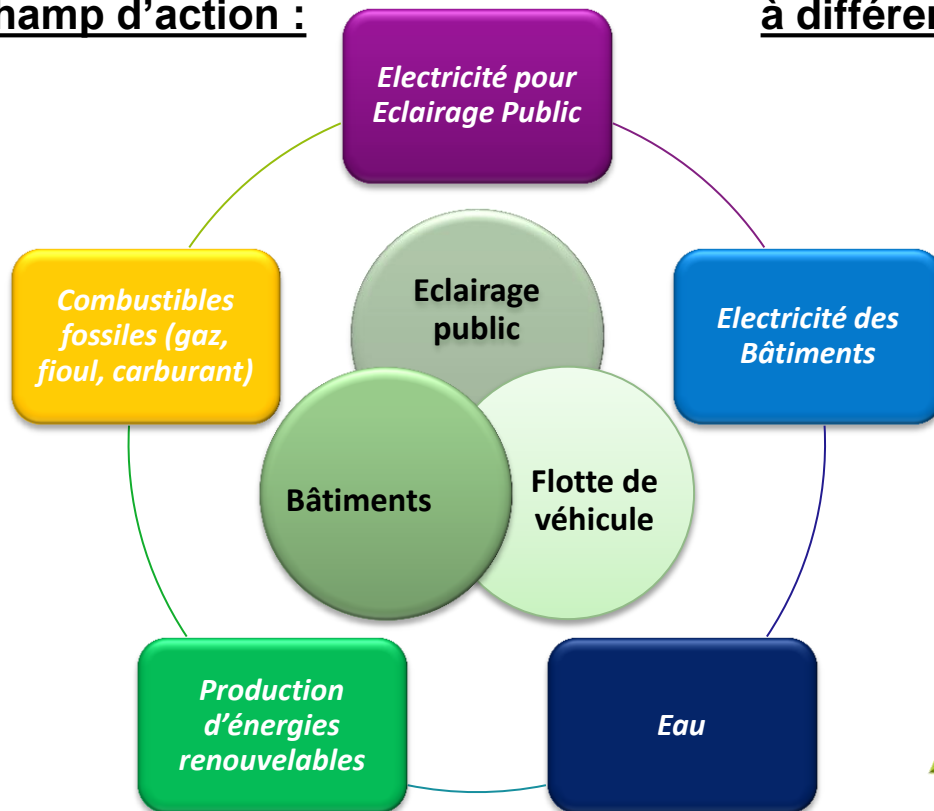 hamp d'action :
à différen
Electricité pour
Eclairage Public
Combustibles
fossiles (gaz,
fioul, carburant)
Eclairage
public
Electricité des
Bâtiments
Bâtiments
Flotte de
véhicule
Production
d'énergies
renouvelables
Eau